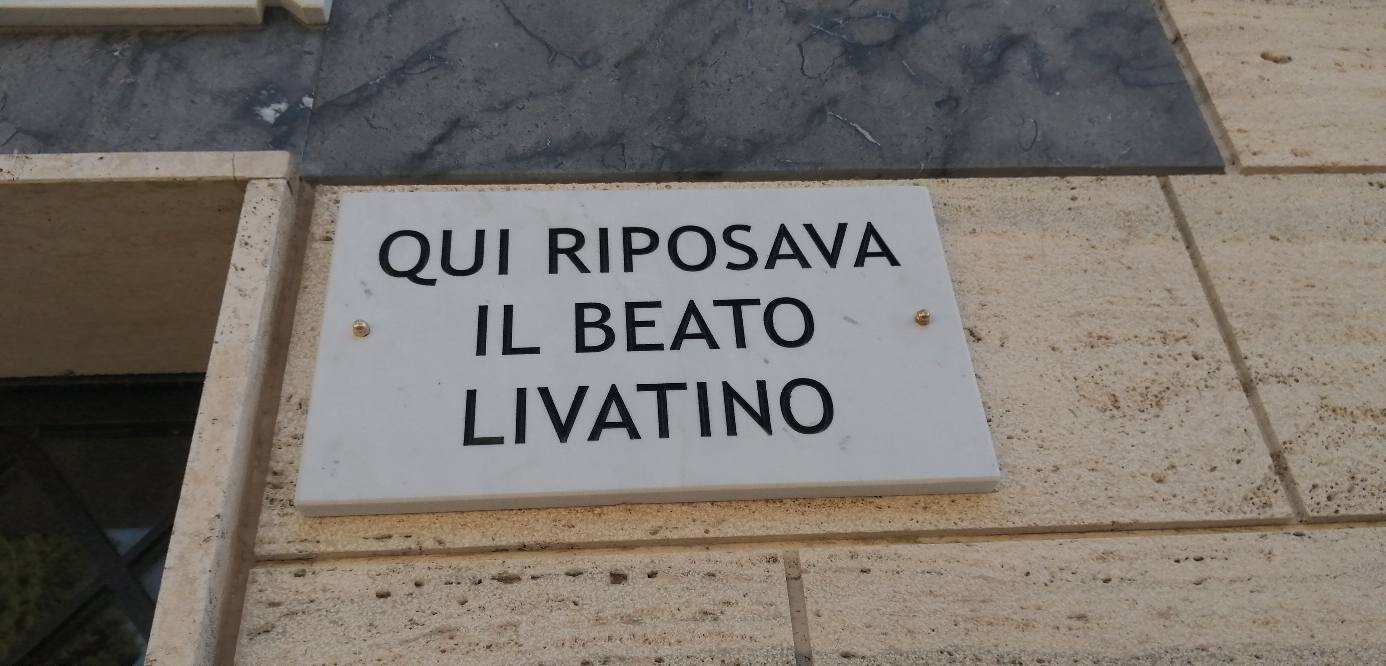 QUI RIPOSAVA
IL BEATO
LIVATINO